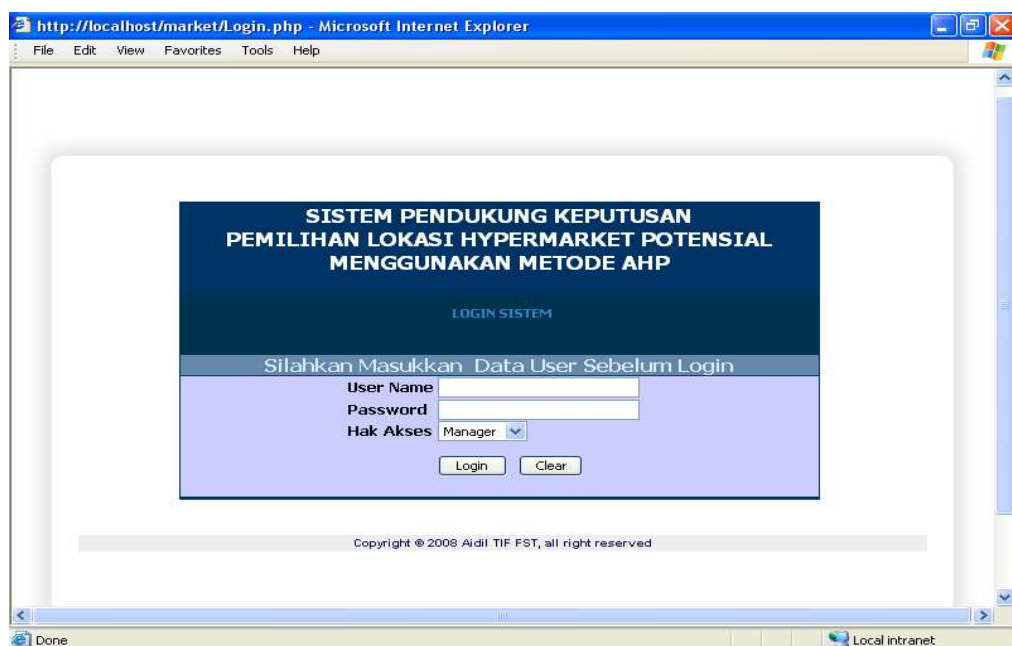 http://localhost/market/Login.php - Microsoft Internet Explorer
File Edit View Favorites Tools Help
SISTEM PENDUKUNG KEPUTUSAN
PEMILIHAN LOKASI HYPERMARKET POTENSIAL
MENGGUNAKAN METODE AHP
LOGIN SISTEM
Silahkan Masukkan Data User Sebelum Login
User Name
Password
Hak Akses Manager
Login Clear
Copyright © 2008 Aidil TIF FST, all right reserved
Done Local intranet